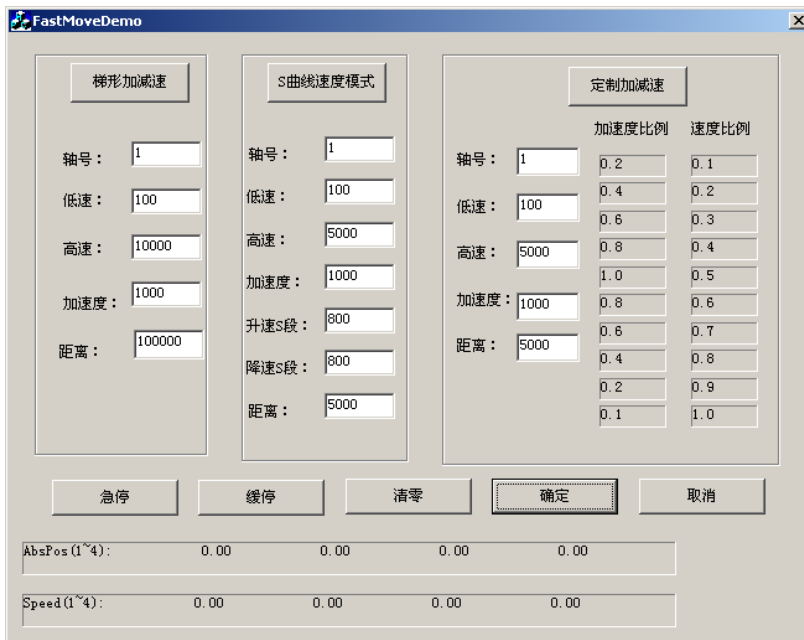 FastMoveDemo
梯形加减速
轴号：
1
低速：
100
高速：
10000
加速度：
1000
距离：
100000
S曲线速度模式
轴号：
1
低速：
100
高速：
5000
加速度：
1000
升速S段：
800
降速S段：
800
距离：
5000
定制加减速
轴号：
1
低速：
100
高速：
5000
加速度：
1000
距离：
5000
加速度比例 速度比例
0.2 0.1
0.4 0.2
0.6 0.3
0.8 0.4
1.0 0.5
0.8 0.6
0.6 0.7
0.4 0.8
0.2 0.9
0.1 1.0
急停 缓停 清零 确定 取消
AbsPos(1~4): 0.00 0.00 0.00 0.00
Speed(1~4): 0.00 0.00 0.00 0.00